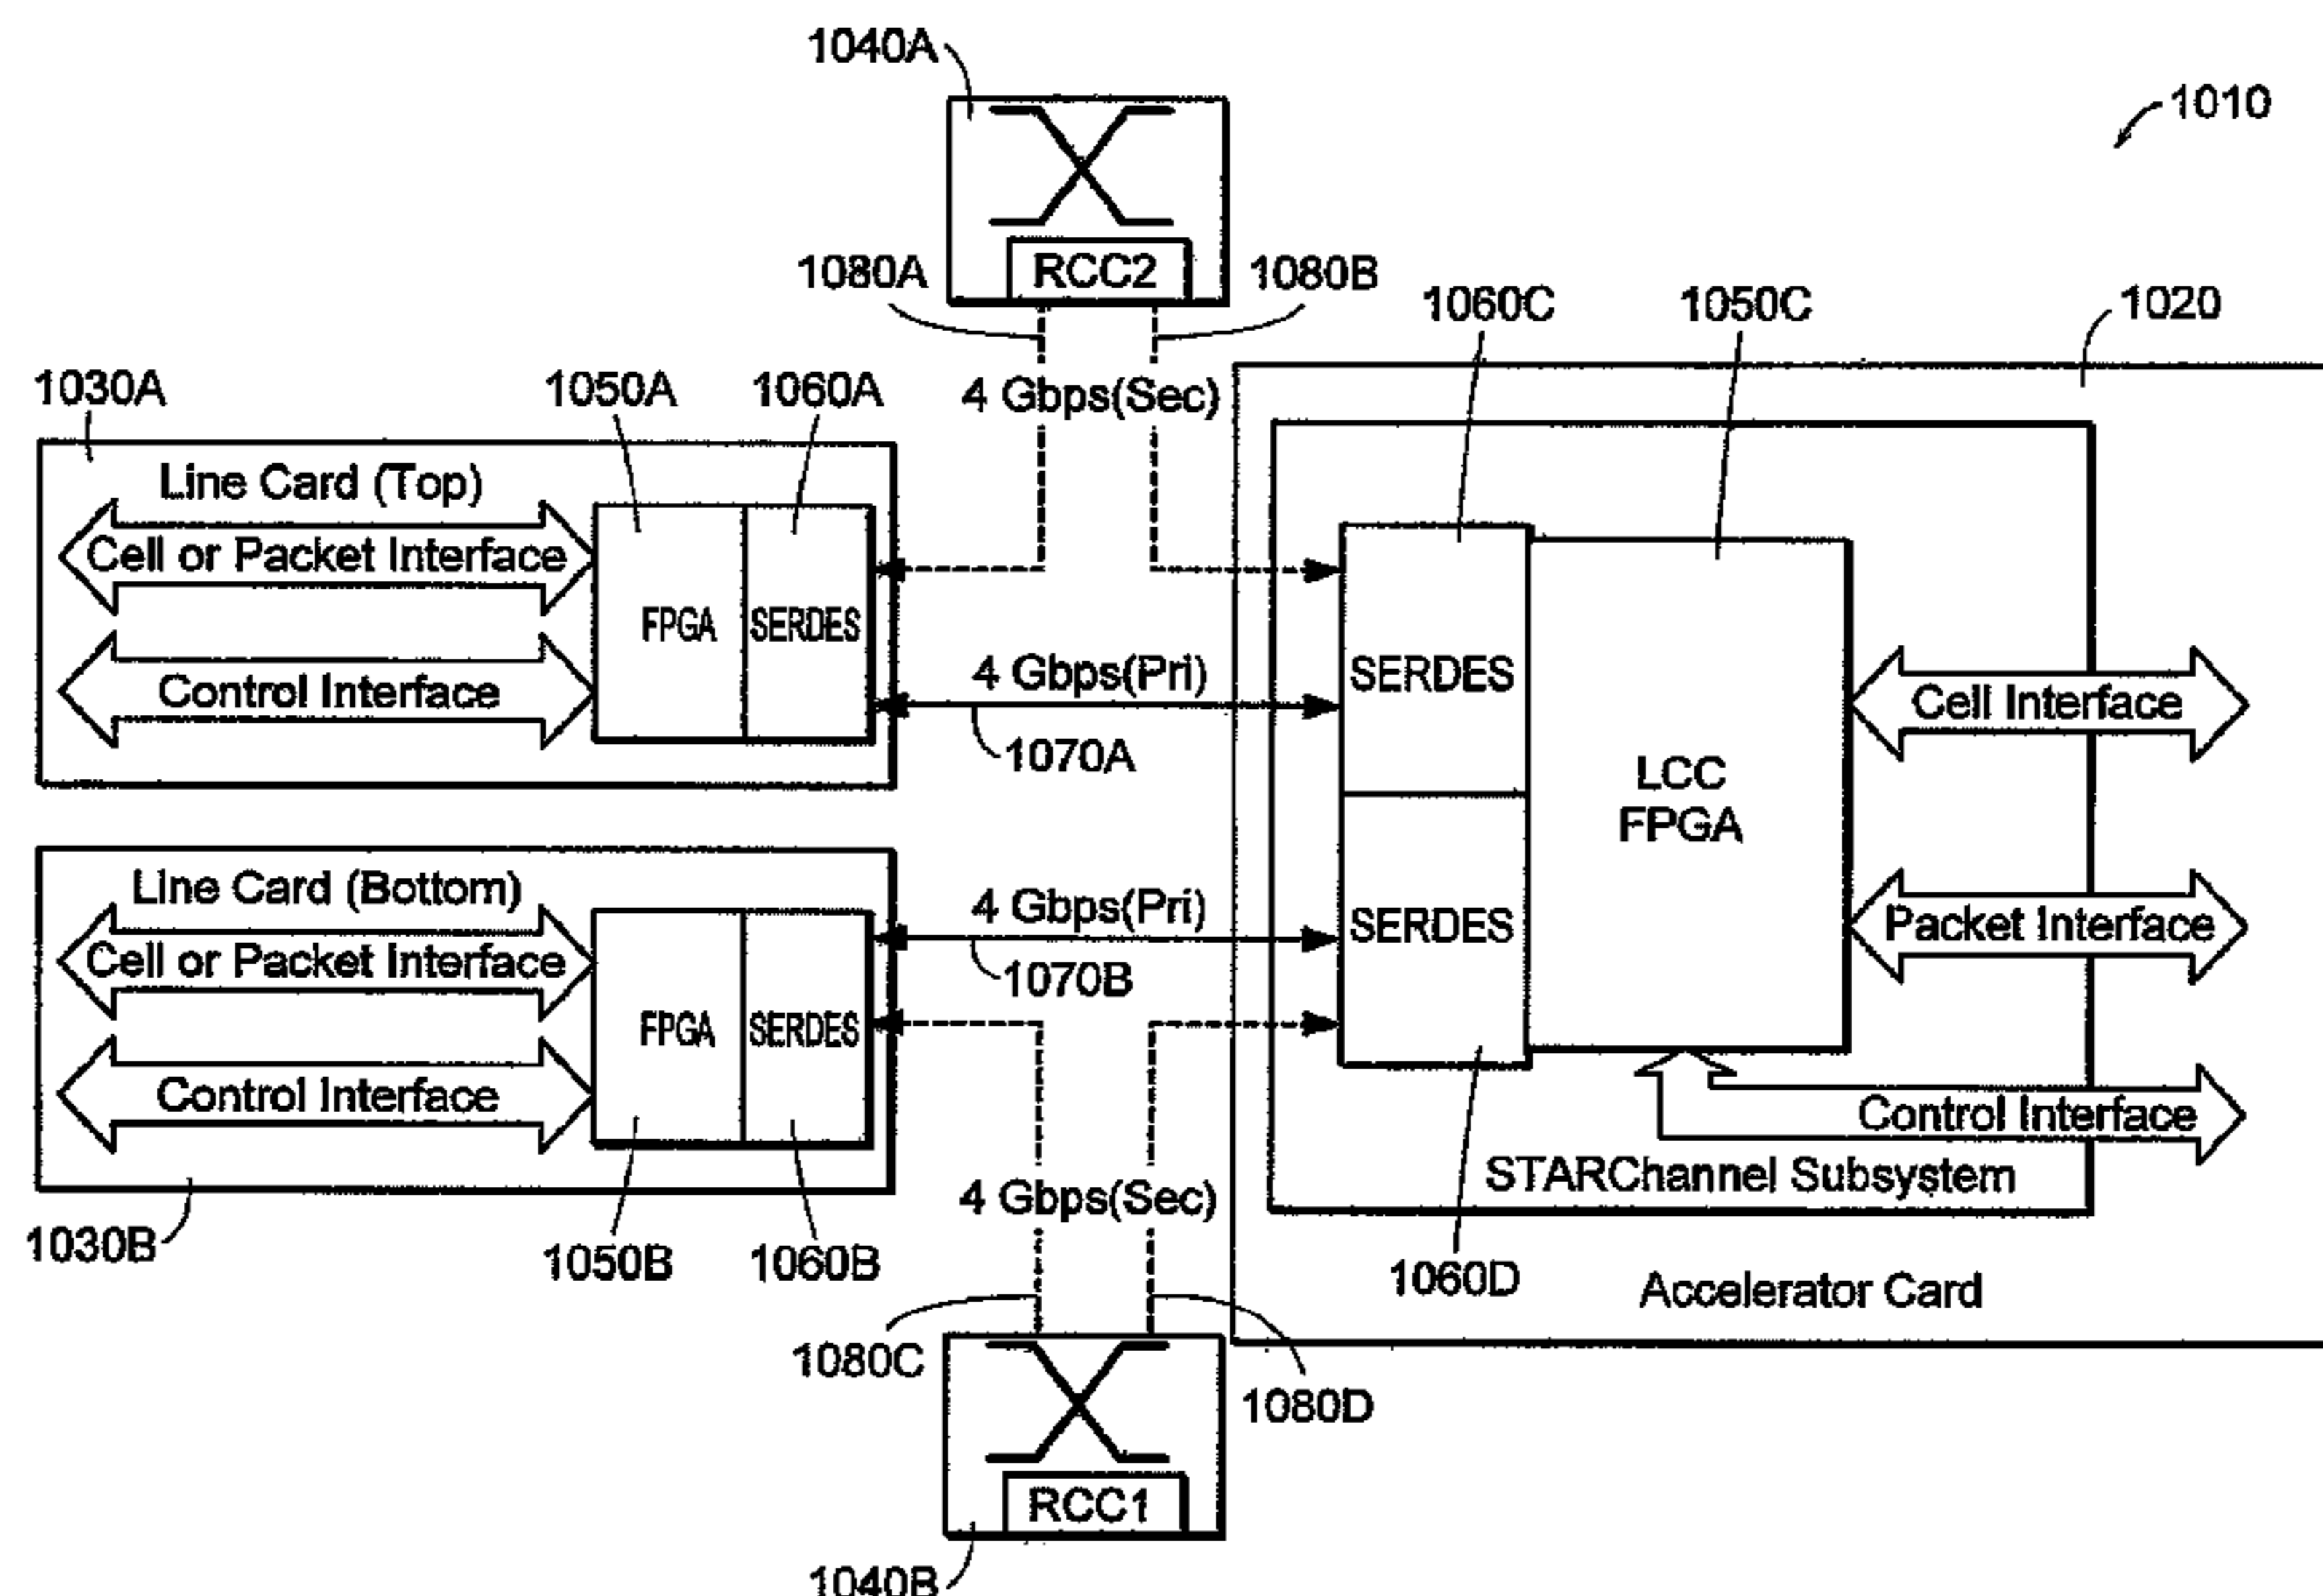 1040A
1010
RCC2
1080A
1080B
1060C
1050C
1020
4 Gbps(Sec)
1030A
1050A
1060A
Line Card (Top)
Cell or Packet Interface
Control Interface
FPGA
SERDES
4 Gbps(Pri)
1070A
SERDES
LCC
FPGA
Cell Interface
Line Card (Bottom)
Cell or Packet Interface
Control Interface
FPGA
SERDES
4 Gbps(Pri)
1070B
SERDES
Packet Interface
Control Interface
STARChannel Subsystem
4 Gbps(Sec)
1030B
1050B
1060B
1060D
Accelerator Card
1080C
1080D
RCC1
1040B